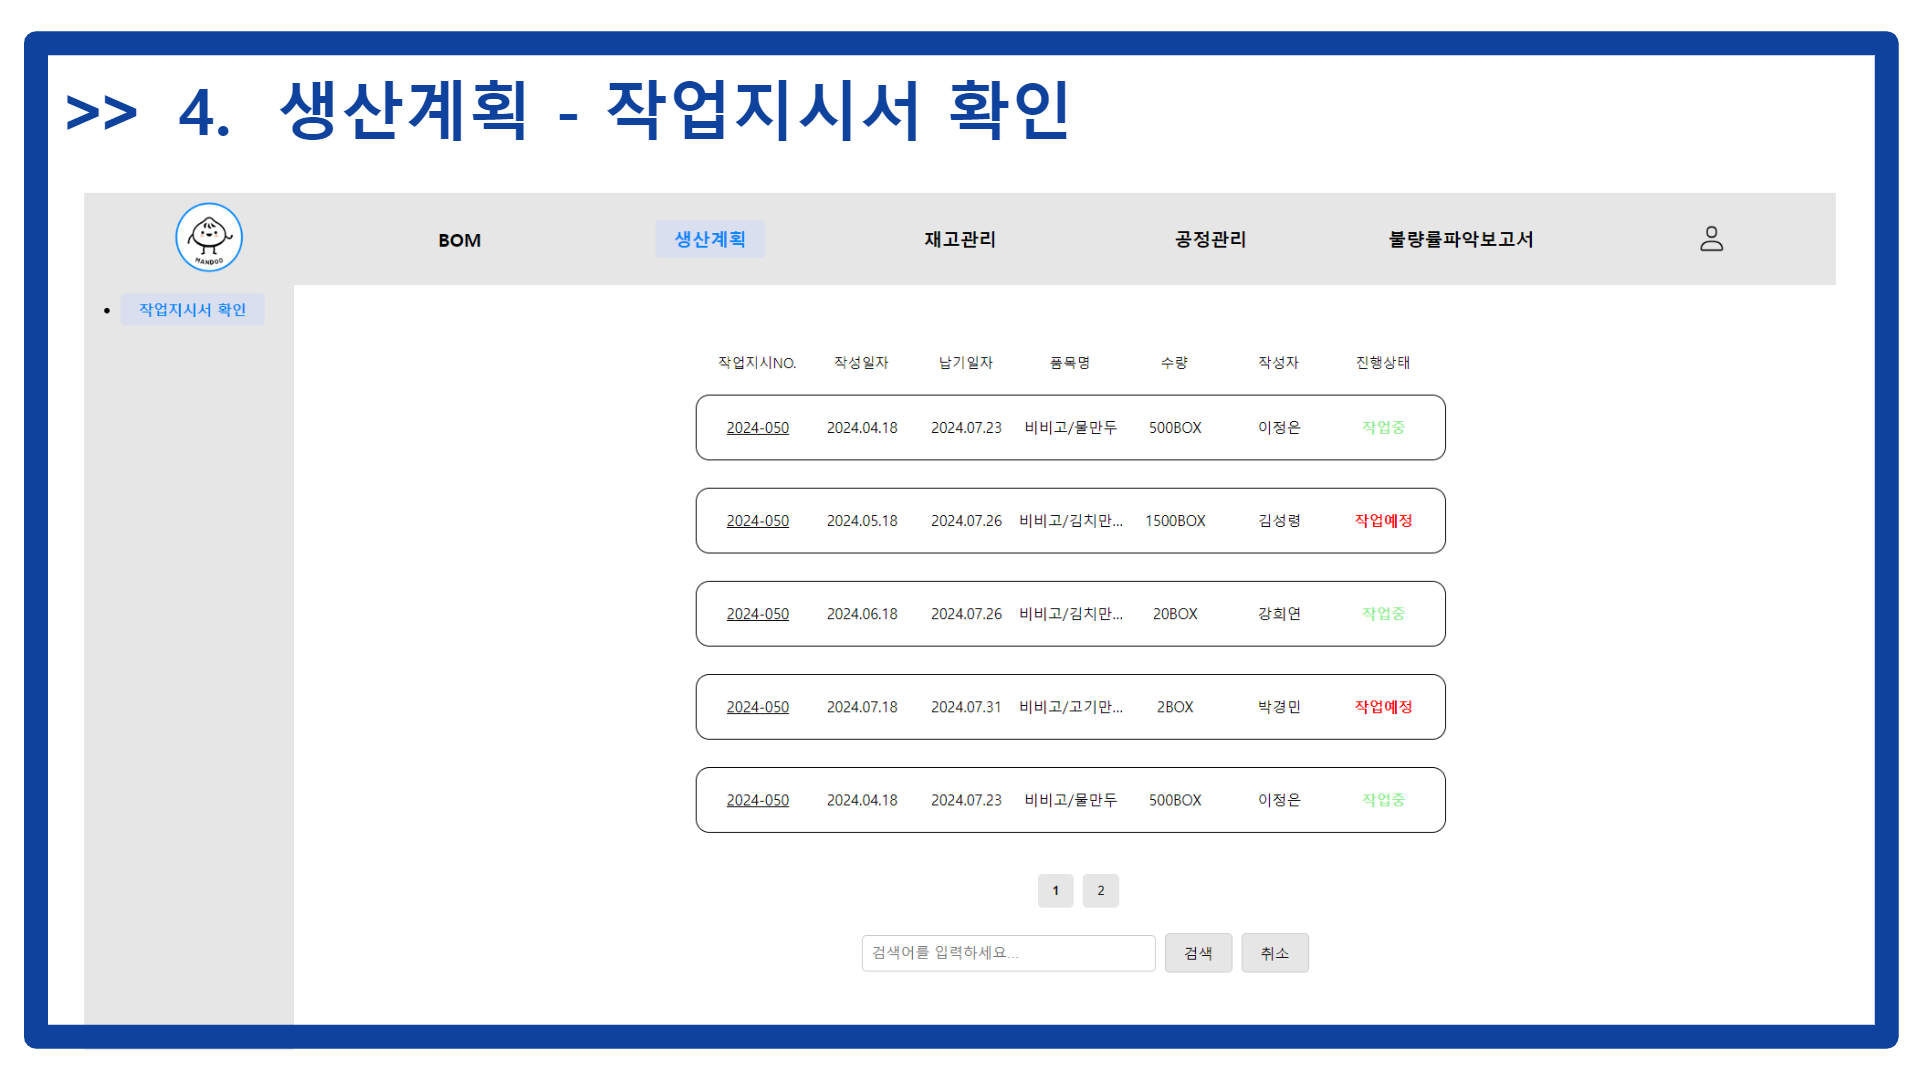 >> 4. 생산계획 - 작업지시서 확인
MANDOO
BOM 생산계획 재고관리 공정관리 불량률파악보고서
• 작업지시서 확인
작업지시NO. 작성일자 납기일자 품목명 수량 작성자 진행상태
2024-050 2024.04.18 2024.07.23 비비고/물만두 500BOX 이정은 작업중
2024-050 2024.05.18 2024.07.26 비비고/김치만... 1500BOX 김성령 작업예정
2024-050 2024.06.18 2024.07.26 비비고/김치만... 20BOX 강희연 작업중
2024-050 2024.07.18 2024.07.31 비비고/고기만... 2BOX 박경민 작업예정
2024-050 2024.04.18 2024.07.23 비비고/물만두 500BOX 이정은 작업중
1 2
검색어를 입력하세요... 검색 취소